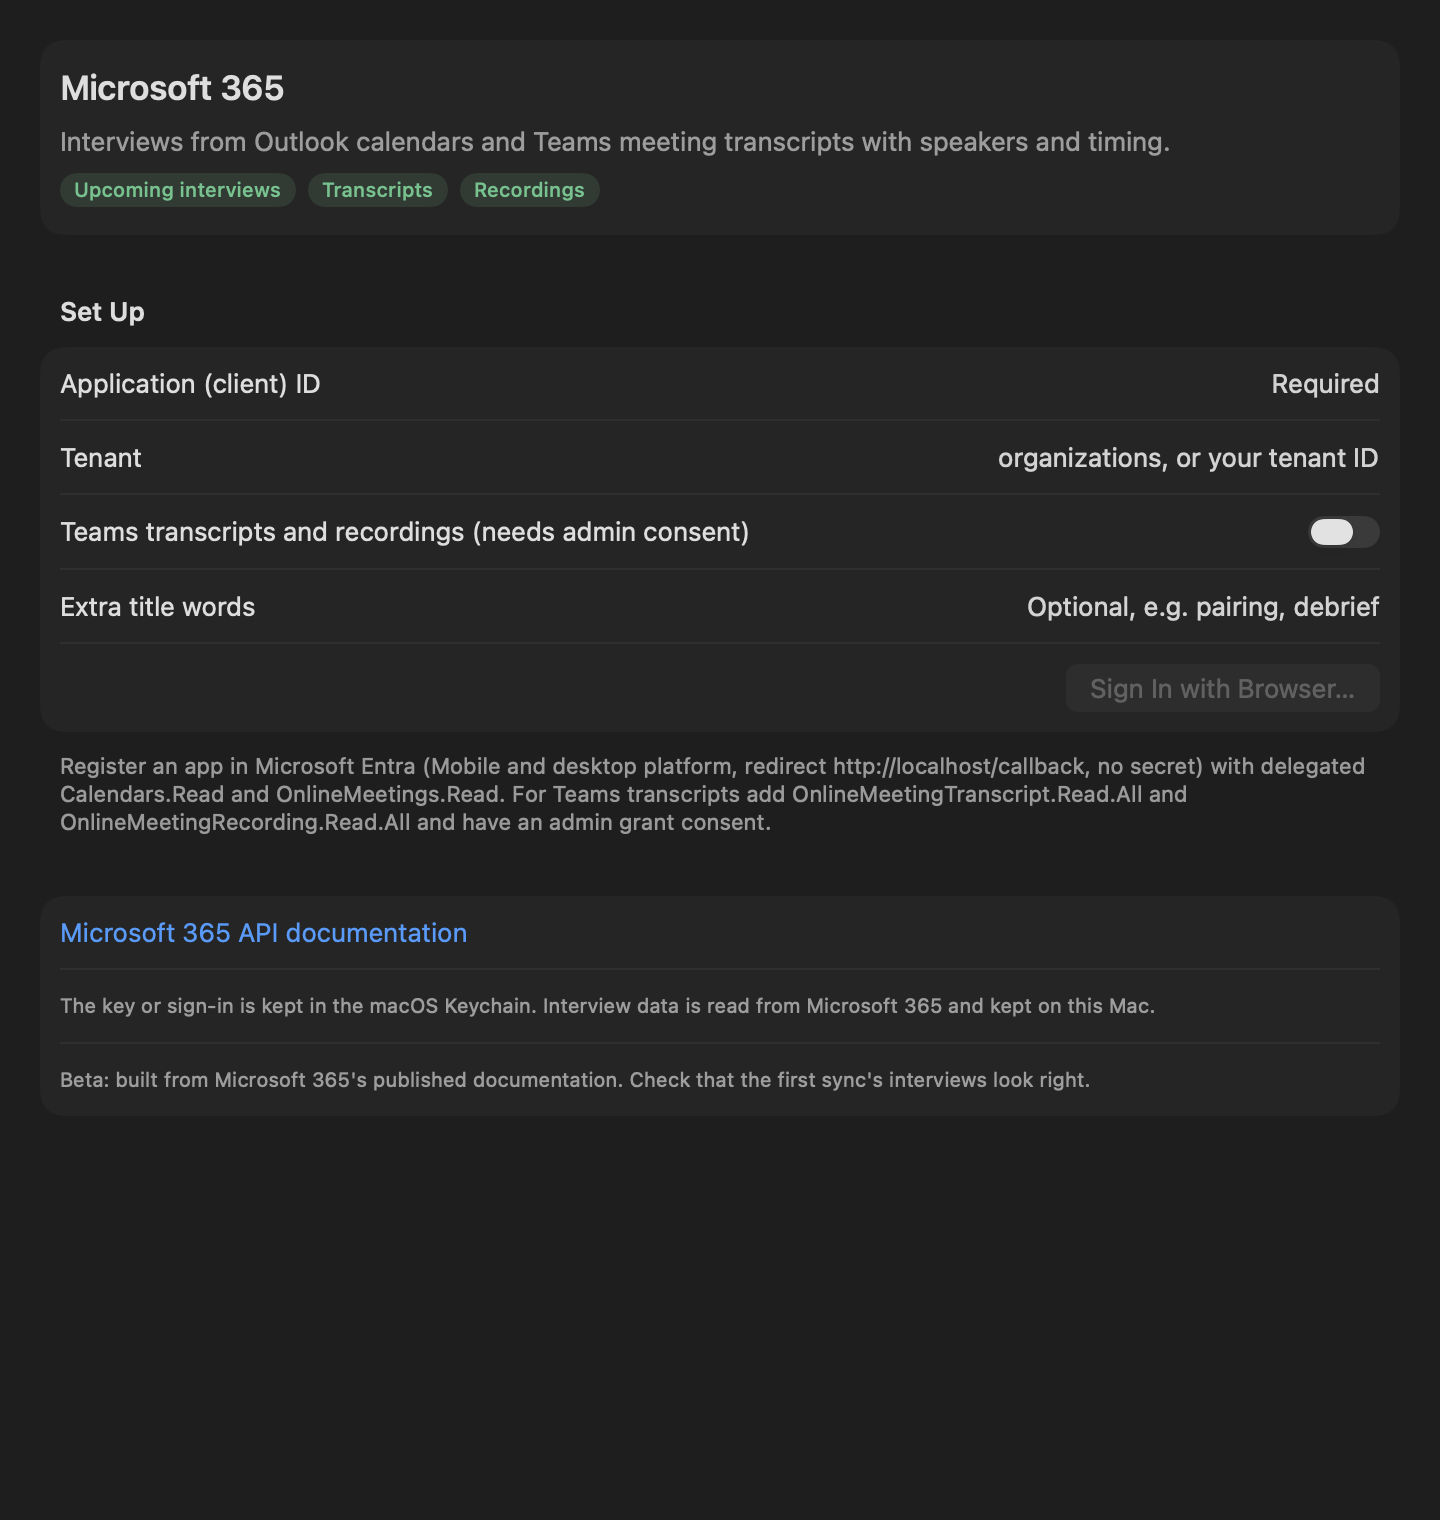 Microsoft 365
Interviews from Outlook calendars and Teams meeting transcripts with speakers and timing.
Upcoming interviews Transcripts Recordings
Set Up
Application (client) ID Required
Tenant organizations, or your tenant ID
Teams transcripts and recordings (needs admin consent)
Extra title words Optional, e.g. pairing, debrief
Sign In with Browser...
Register an app in Microsoft Entra (Mobile and desktop platform, redirect http://localhost/callback, no secret) with delegated
Calendars.Read and OnlineMeetings.Read. For Teams transcripts add OnlineMeetingTranscript.Read.All and
OnlineMeetingRecording.Read.All and have an admin grant consent.
Microsoft 365 API documentation
The key or sign-in is kept in the macOS Keychain. Interview data is read from Microsoft 365 and kept on this Mac.
Beta: built from Microsoft 365's published documentation. Check that the first sync's interviews look right.